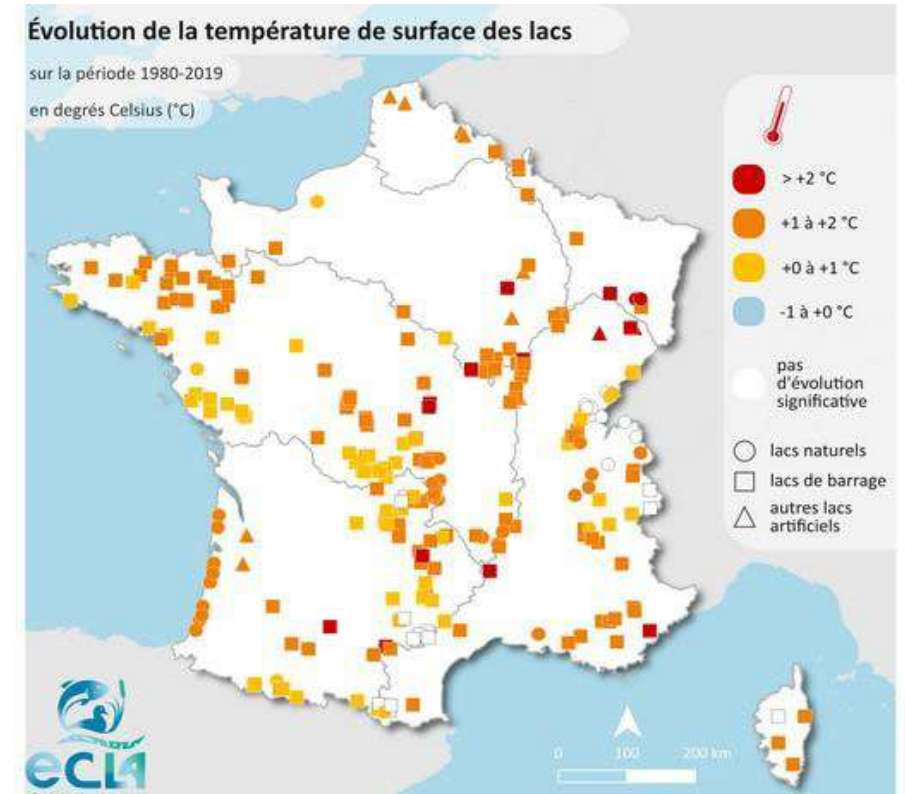 Évolution de la température de surface des lacs
sur la période 1980-2019
en degrés Celsius (°C)
> +2 °C
+1 à +2 °C
+0 à +1 °C
-1 à +0 °C
pas
d'évolution
significative
lacs naturels
lacs de barrage
autres lacs
artificiels
0 100 200 km
eCLA